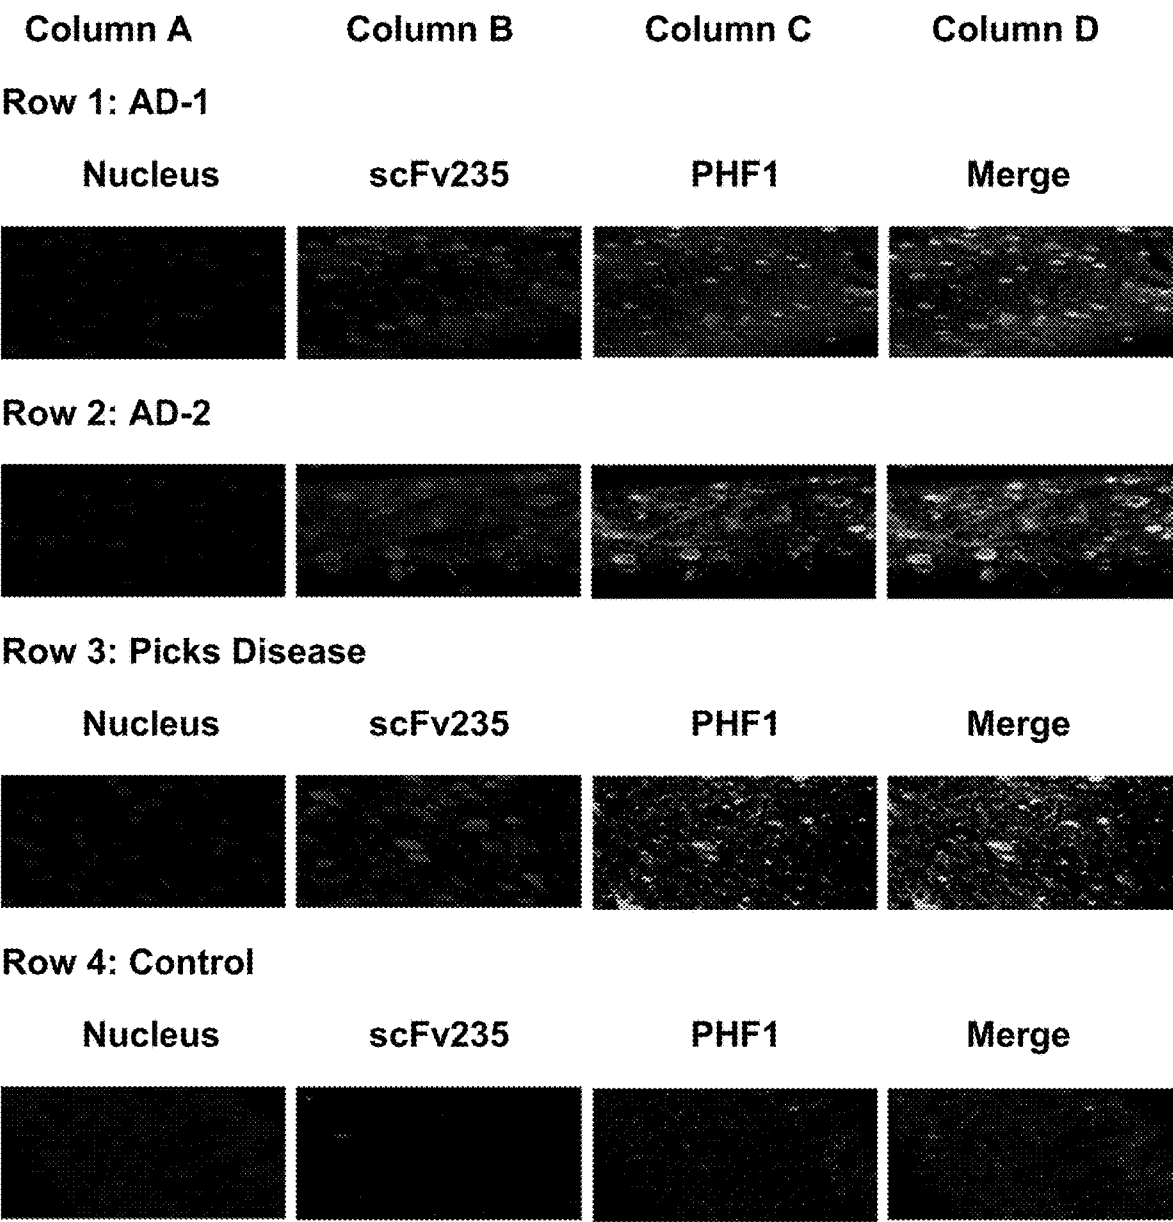 Column A Column B Column C Column D
Row 1: AD-1
Nucleus scFv235 PHF1 Merge
Row 2: AD-2
Row 3: Picks Disease
Nucleus scFv235 PHF1 Merge
Row 4: Control
Nucleus scFv235 PHF1 Merge